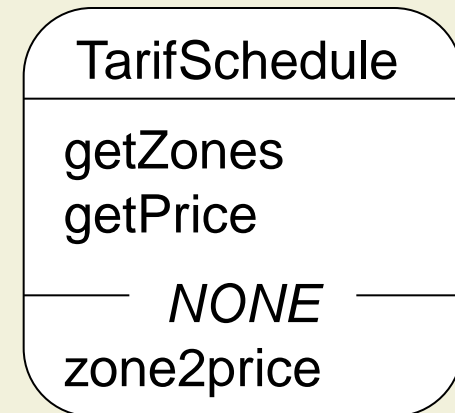 TarifSchedule
getZones
getPrice
NONE
zone2price